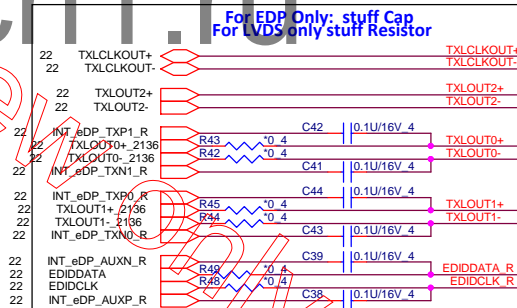 For EDP Only: stuff Cap
For LVDS only stuff Resistor
22 TXLCLKOUT+ TXLCLKOUT+
22 TXLCLKOUT- TXLCLKOUT-
22 TXLOUT2+ TXLOUT2+
22 TXLOUT2- TXLOUT2-
22 INT_eDP_TXP1_R C42 0.1U/16V_4
22 TXLOUT0+_2136 R43 *0_4 TXLOUT0+
22 TXLOUT0-_2136 R42 *0_4 TXLOUT0-
22 INT_eDP_TXN1_R C41 0.1U/16V_4
22 INT_eDP_TXP0_R C44 0.1U/16V_4
22 TXLOUT1+_2136 R45 *0_4 TXLOUT1+
22 TXLOUT1-_2136 R44 *0_4 TXLOUT1-
22 INT_eDP_TXN0_R C43 0.1U/16V_4
22 INT_eDP_AUXN_R C39 0.1U/16V_4
22 EDIDDATA R49 *0_4 EDIDDATA_R
22 EDIDCLK R48 *0_4 EDIDCLK_R
22 INT_eDP_AUXP_R C38 0.1U/16V_4